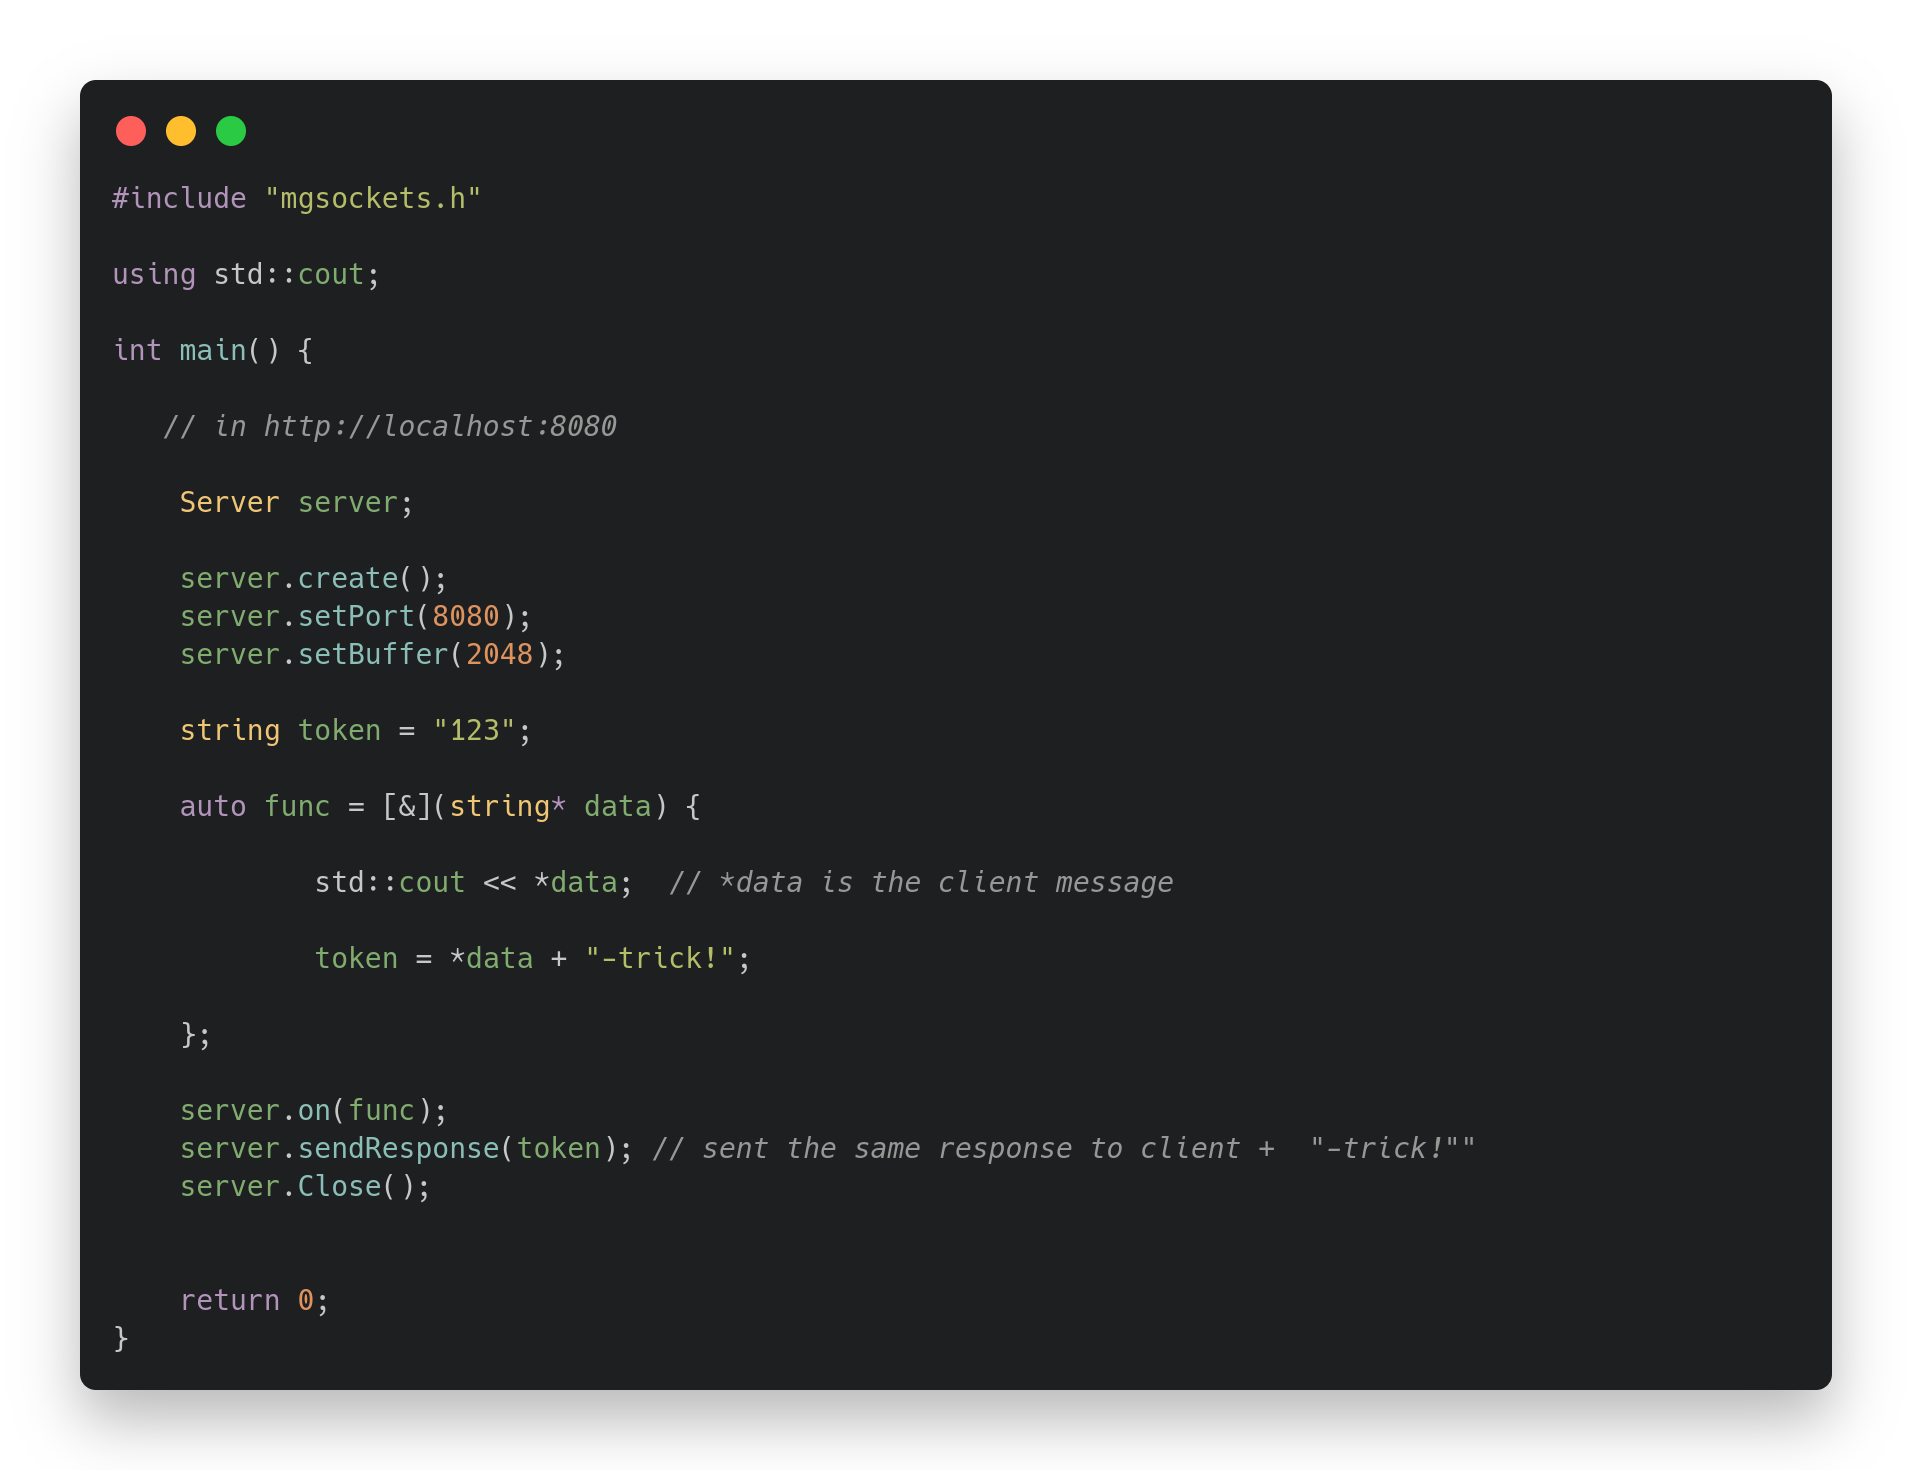 #include "mgsockets.h"
using std::cout;
int main() {
// in http://localhost:8080
Server server;
server.create();
server.setPort(8080);
server.setBuffer(2048);
string token = "123";
auto func = [&](string* data) {
std::cout << *data;  // *data is the client message
token = *data + "-trick!";
};
server.on(func);
server.sendResponse(token); // sent the same response to client +  "-trick!""
server.Close();
return 0;
}